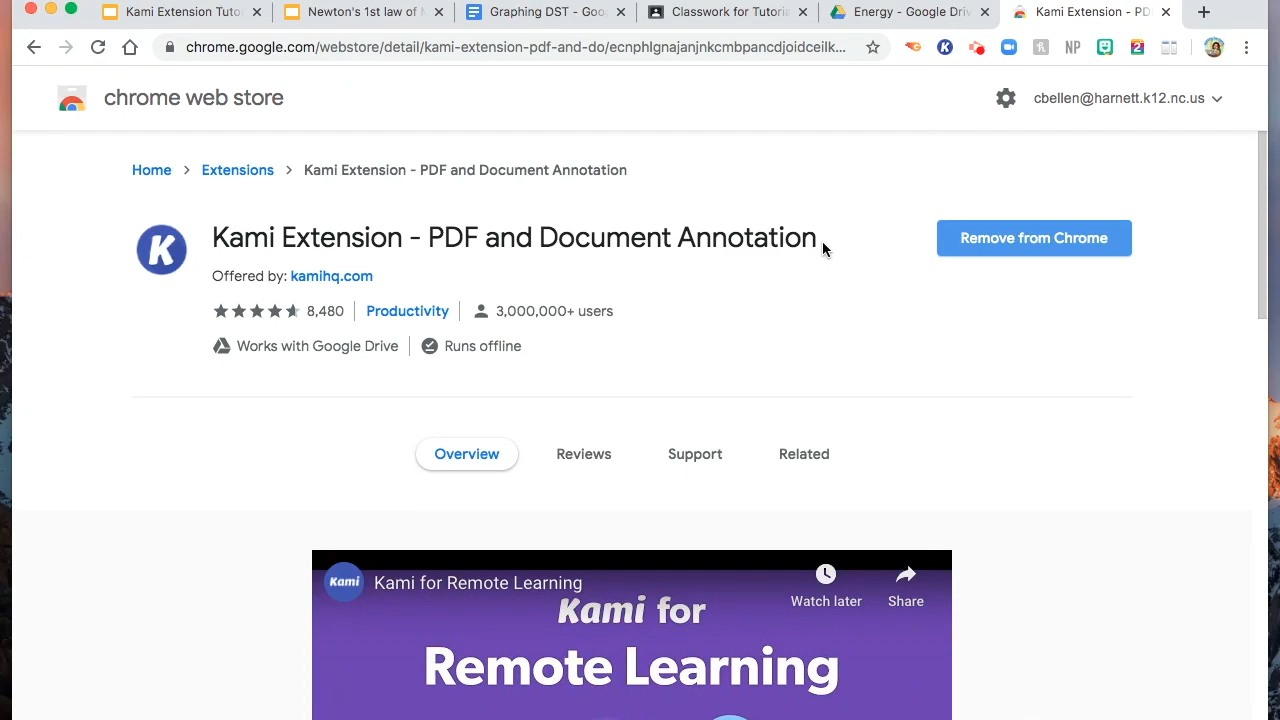 Kami Extension Tuto
Newton's 1st law of M
Graphing DST - Goo
Classwork for Tutoria
Energy - Google Driv
Kami Extension - PD
chrome.google.com/webstore/detail/kami-extension-pdf-and-do/ecnphlgnajanjnkcmbpancdjoidceilk...
NP
2
chrome web store
cbellen@harnett.k12.nc.us
Home > Extensions > Kami Extension - PDF and Document Annotation
K
Kami Extension - PDF and Document Annotation
Remove from Chrome
Offered by: kamihq.com
8,480 Productivity 3,000,000+ users
Works with Google Drive Runs offline
Overview Reviews Support Related
Kami Kami for Remote Learning
Watch later Share
Kami for
Remote Learning